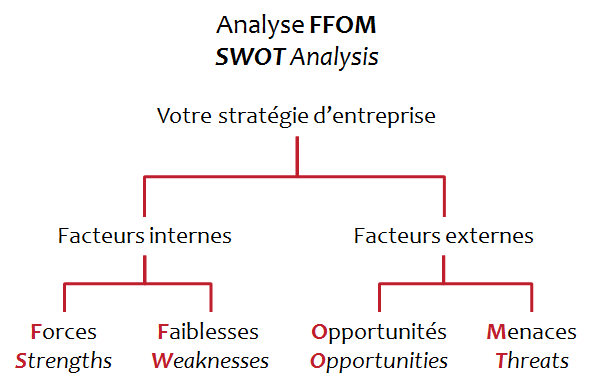 Analyse FFOM
SWOT Analysis
Votre stratégie d'entreprise
Facteurs internes
Facteurs externes
Forces
Strengths
Faiblesses
Weaknesses
Opportunités
Opportunities
Menaces
Threats